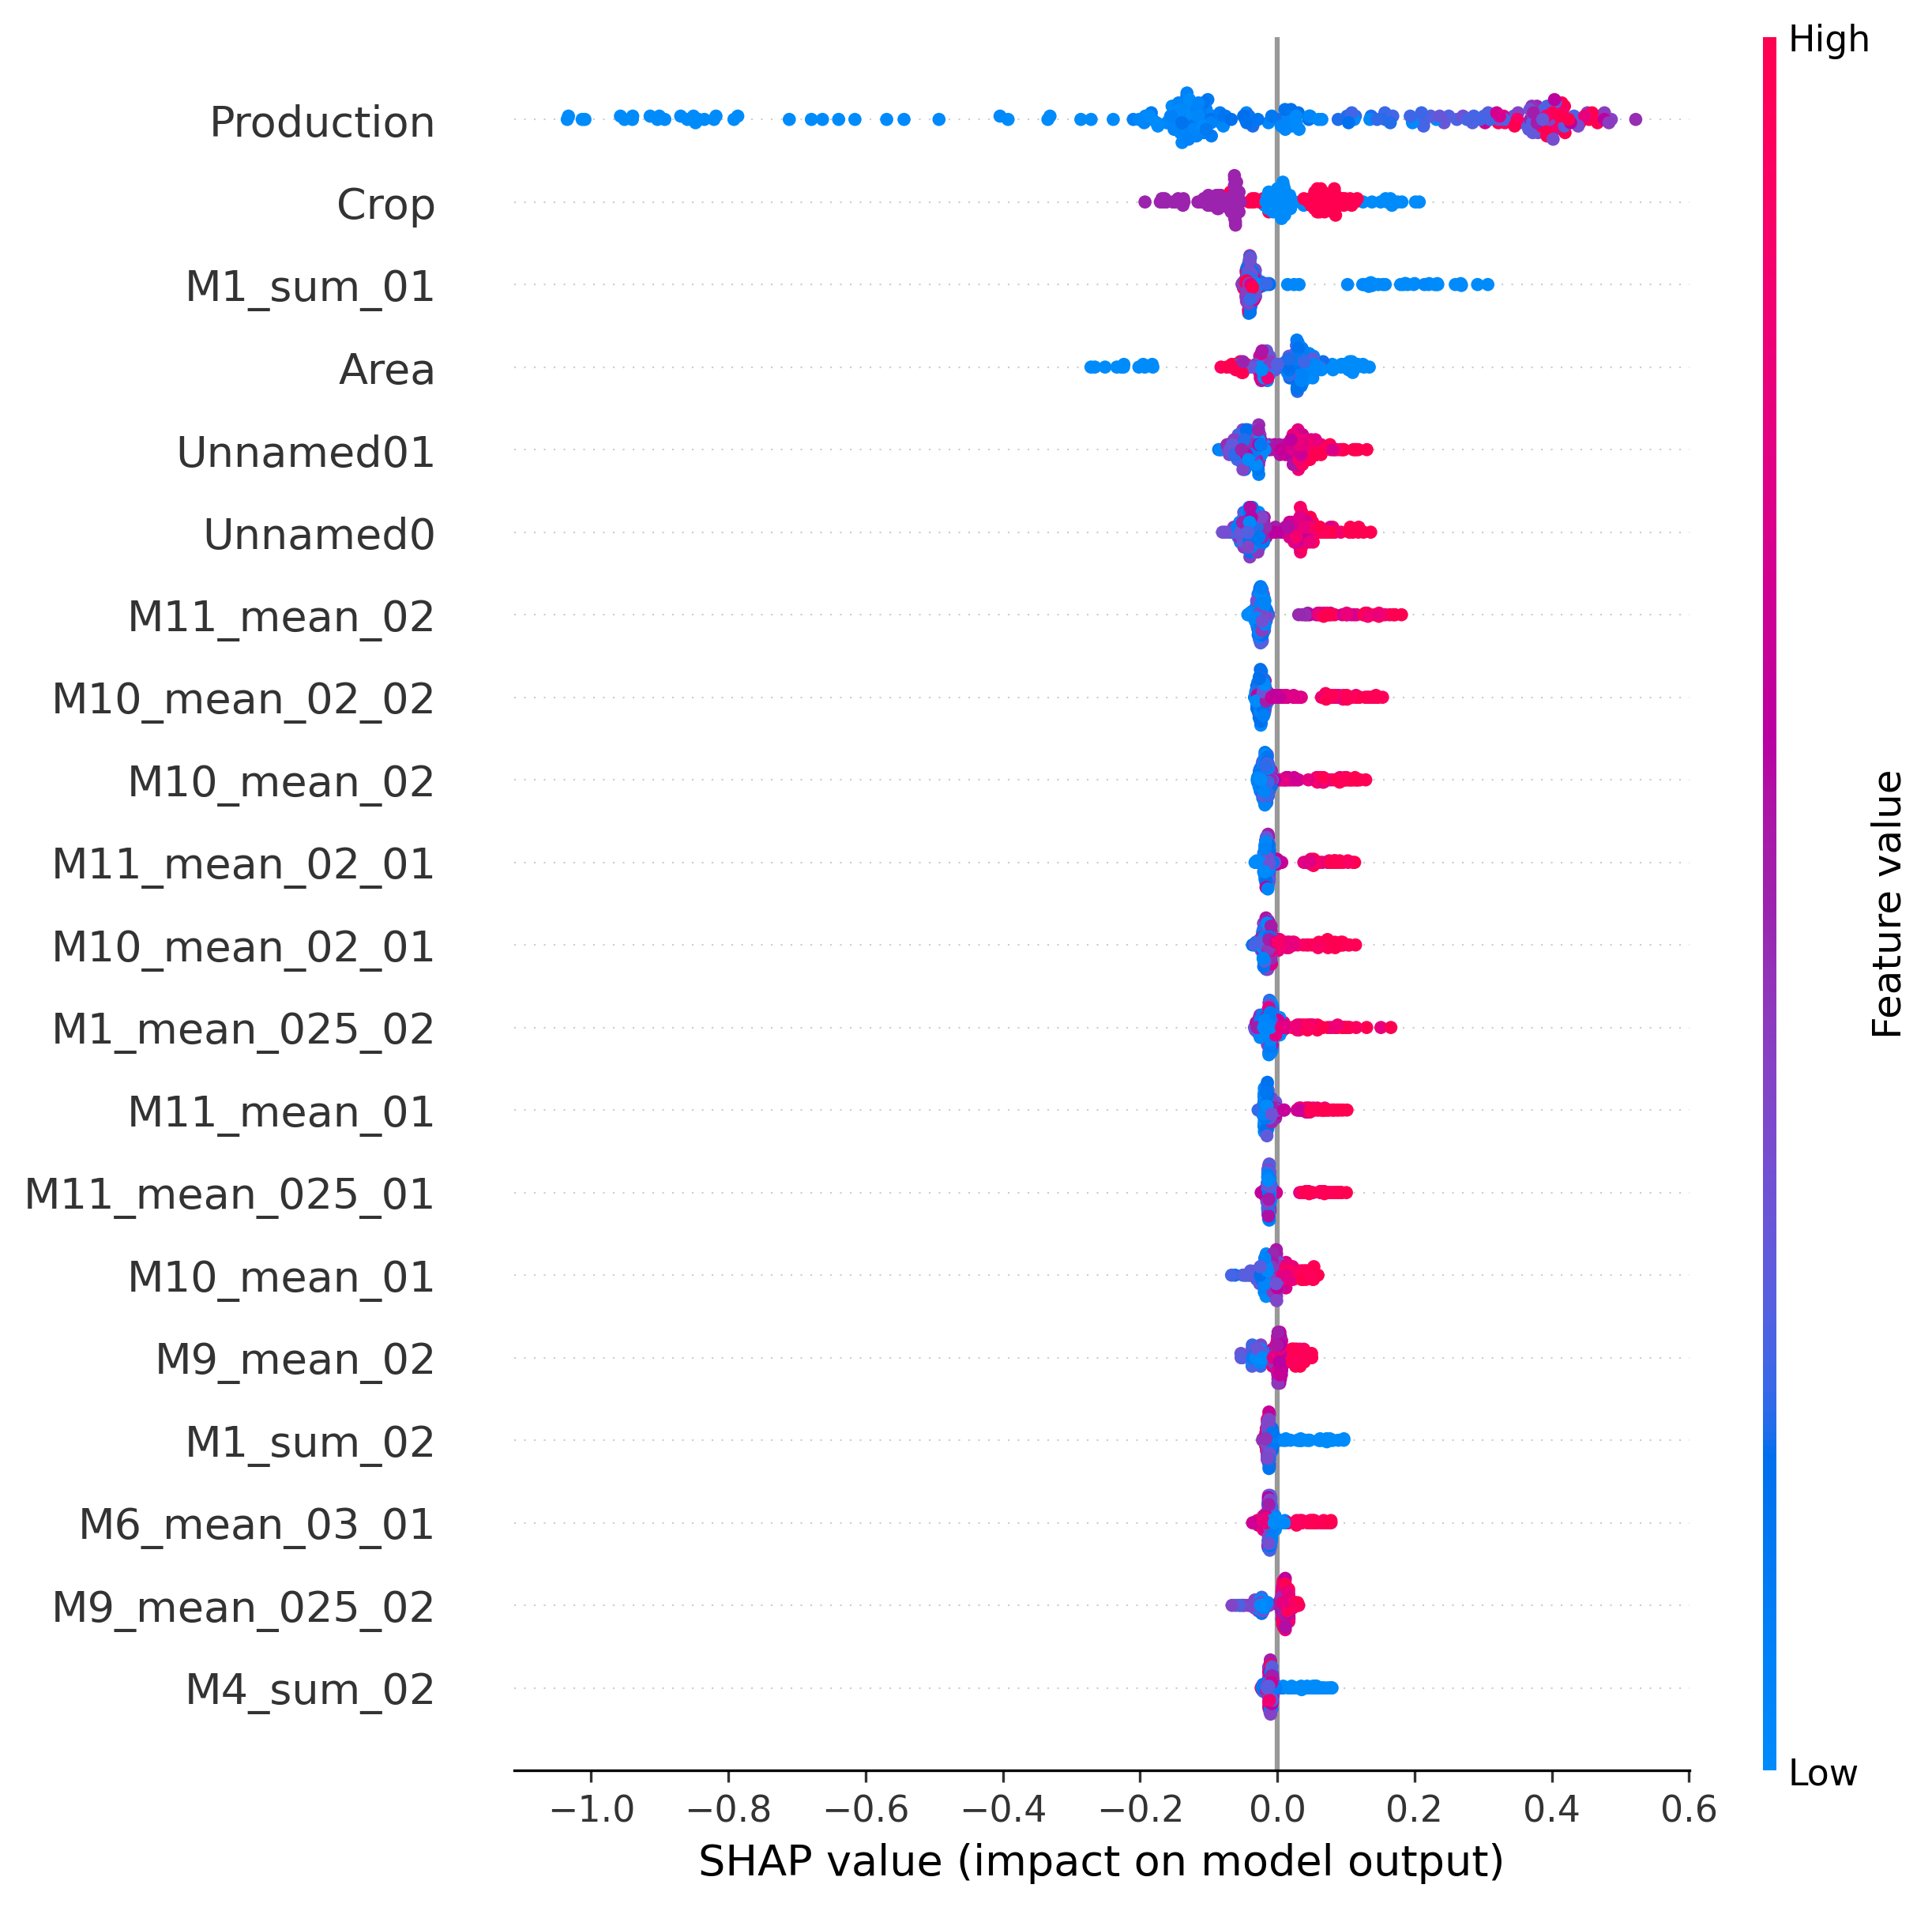 High
Production
Crop
M1_sum_01
Area
Unnamed01
Unnamed0
M11_mean_02
M10_mean_02_02
M10_mean_02
M11_mean_02_01
M10_mean_02_01
M1_mean_025_02
M11_mean_01
M11_mean_025_01
M10_mean_01
M9_mean_02
M1_sum_02
M6_mean_03_01
M9_mean_025_02
M4_sum_02
Feature value
Low
−1.0 −0.8 −0.6 −0.4 −0.2 0.0 0.2 0.4 0.6
SHAP value (impact on model output)